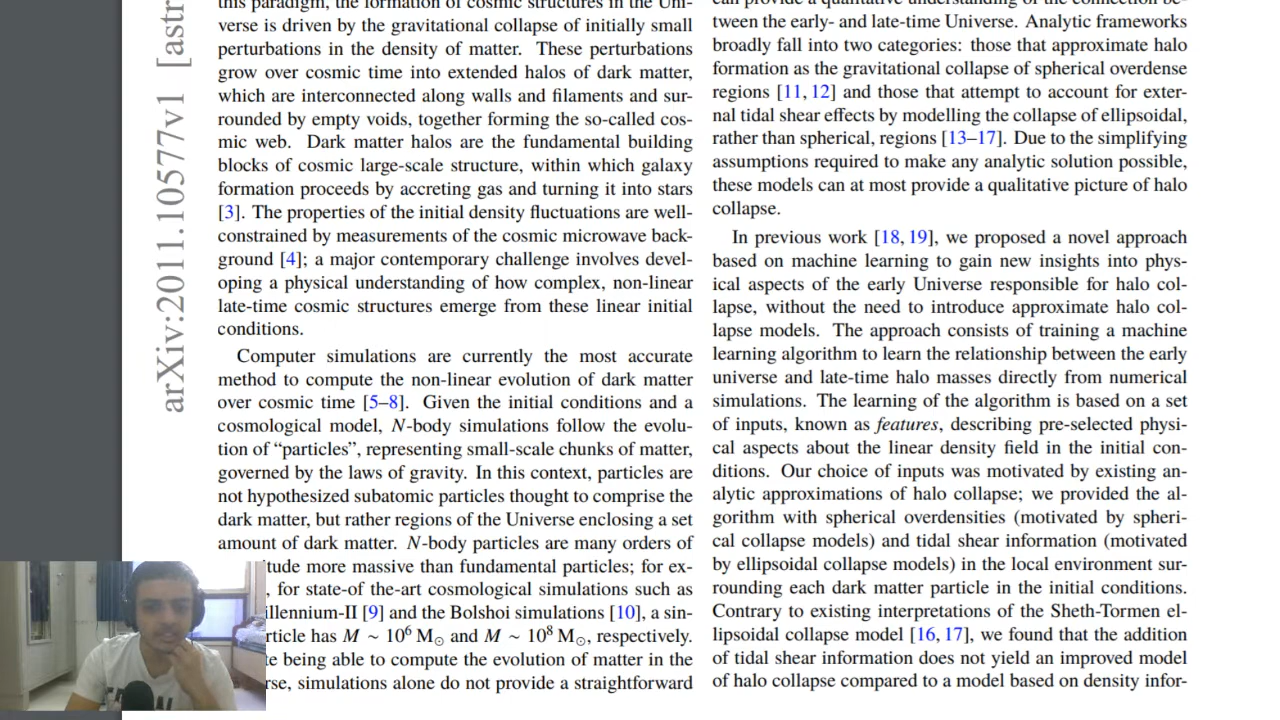 arXiv:2011.10577v1 [astr
this paradigm, the formation of cosmic structures in the Uni-
verse is driven by the gravitational collapse of initially small
perturbations in the density of matter. These perturbations
grow over cosmic time into extended halos of dark matter,
which are interconnected along walls and filaments and sur-
rounded by empty voids, together forming the so-called cos-
mic web. Dark matter halos are the fundamental building
blocks of cosmic large-scale structure, within which galaxy
formation proceeds by accreting gas and turning it into stars
[3]. The properties of the initial density fluctuations are well-
constrained by measurements of the cosmic microwave back-
ground [4]; a major contemporary challenge involves devel-
oping a physical understanding of how complex, non-linear
late-time cosmic structures emerge from these linear initial
conditions.
Computer simulations are currently the most accurate
method to compute the non-linear evolution of dark matter
over cosmic time [5–8]. Given the initial conditions and a
cosmological model, N-body simulations follow the evolu-
tion of “particles”, representing small-scale chunks of matter,
governed by the laws of gravity. In this context, particles are
not hypothesized subatomic particles thought to comprise the
dark matter, but rather regions of the Universe enclosing a set
amount of dark matter. N-body particles are many orders of
tude more massive than fundamental particles; for ex-
, for state-of the-art cosmological simulations such as
illennium-II [9] and the Bolshoi simulations [10], a sin-
rticle has M ∼ 10⁶ M⊙ and M ∼ 10⁸ M⊙, respectively.
te being able to compute the evolution of matter in the
rse, simulations alone do not provide a straightforward
can provide a qualitative understanding of the connection be-
tween the early- and late-time Universe. Analytic frameworks
broadly fall into two categories: those that approximate halo
formation as the gravitational collapse of spherical overdense
regions [11, 12] and those that attempt to account for exter-
nal tidal shear effects by modelling the collapse of ellipsoidal,
rather than spherical, regions [13–17]. Due to the simplifying
assumptions required to make any analytic solution possible,
these models can at most provide a qualitative picture of halo
collapse.
In previous work [18, 19], we proposed a novel approach
based on machine learning to gain new insights into phys-
ical aspects of the early Universe responsible for halo col-
lapse, without the need to introduce approximate halo col-
lapse models. The approach consists of training a machine
learning algorithm to learn the relationship between the early
universe and late-time halo masses directly from numerical
simulations. The learning of the algorithm is based on a set
of inputs, known as features, describing pre-selected physi-
cal aspects about the linear density field in the initial con-
ditions. Our choice of inputs was motivated by existing an-
alytic approximations of halo collapse; we provided the al-
gorithm with spherical overdensities (motivated by spheri-
cal collapse models) and tidal shear information (motivated
by ellipsoidal collapse models) in the local environment sur-
rounding each dark matter particle in the initial conditions.
Contrary to existing interpretations of the Sheth-Tormen el-
lipsoidal collapse model [16, 17], we found that the addition
of tidal shear information does not yield an improved model
of halo collapse compared to a model based on density infor-